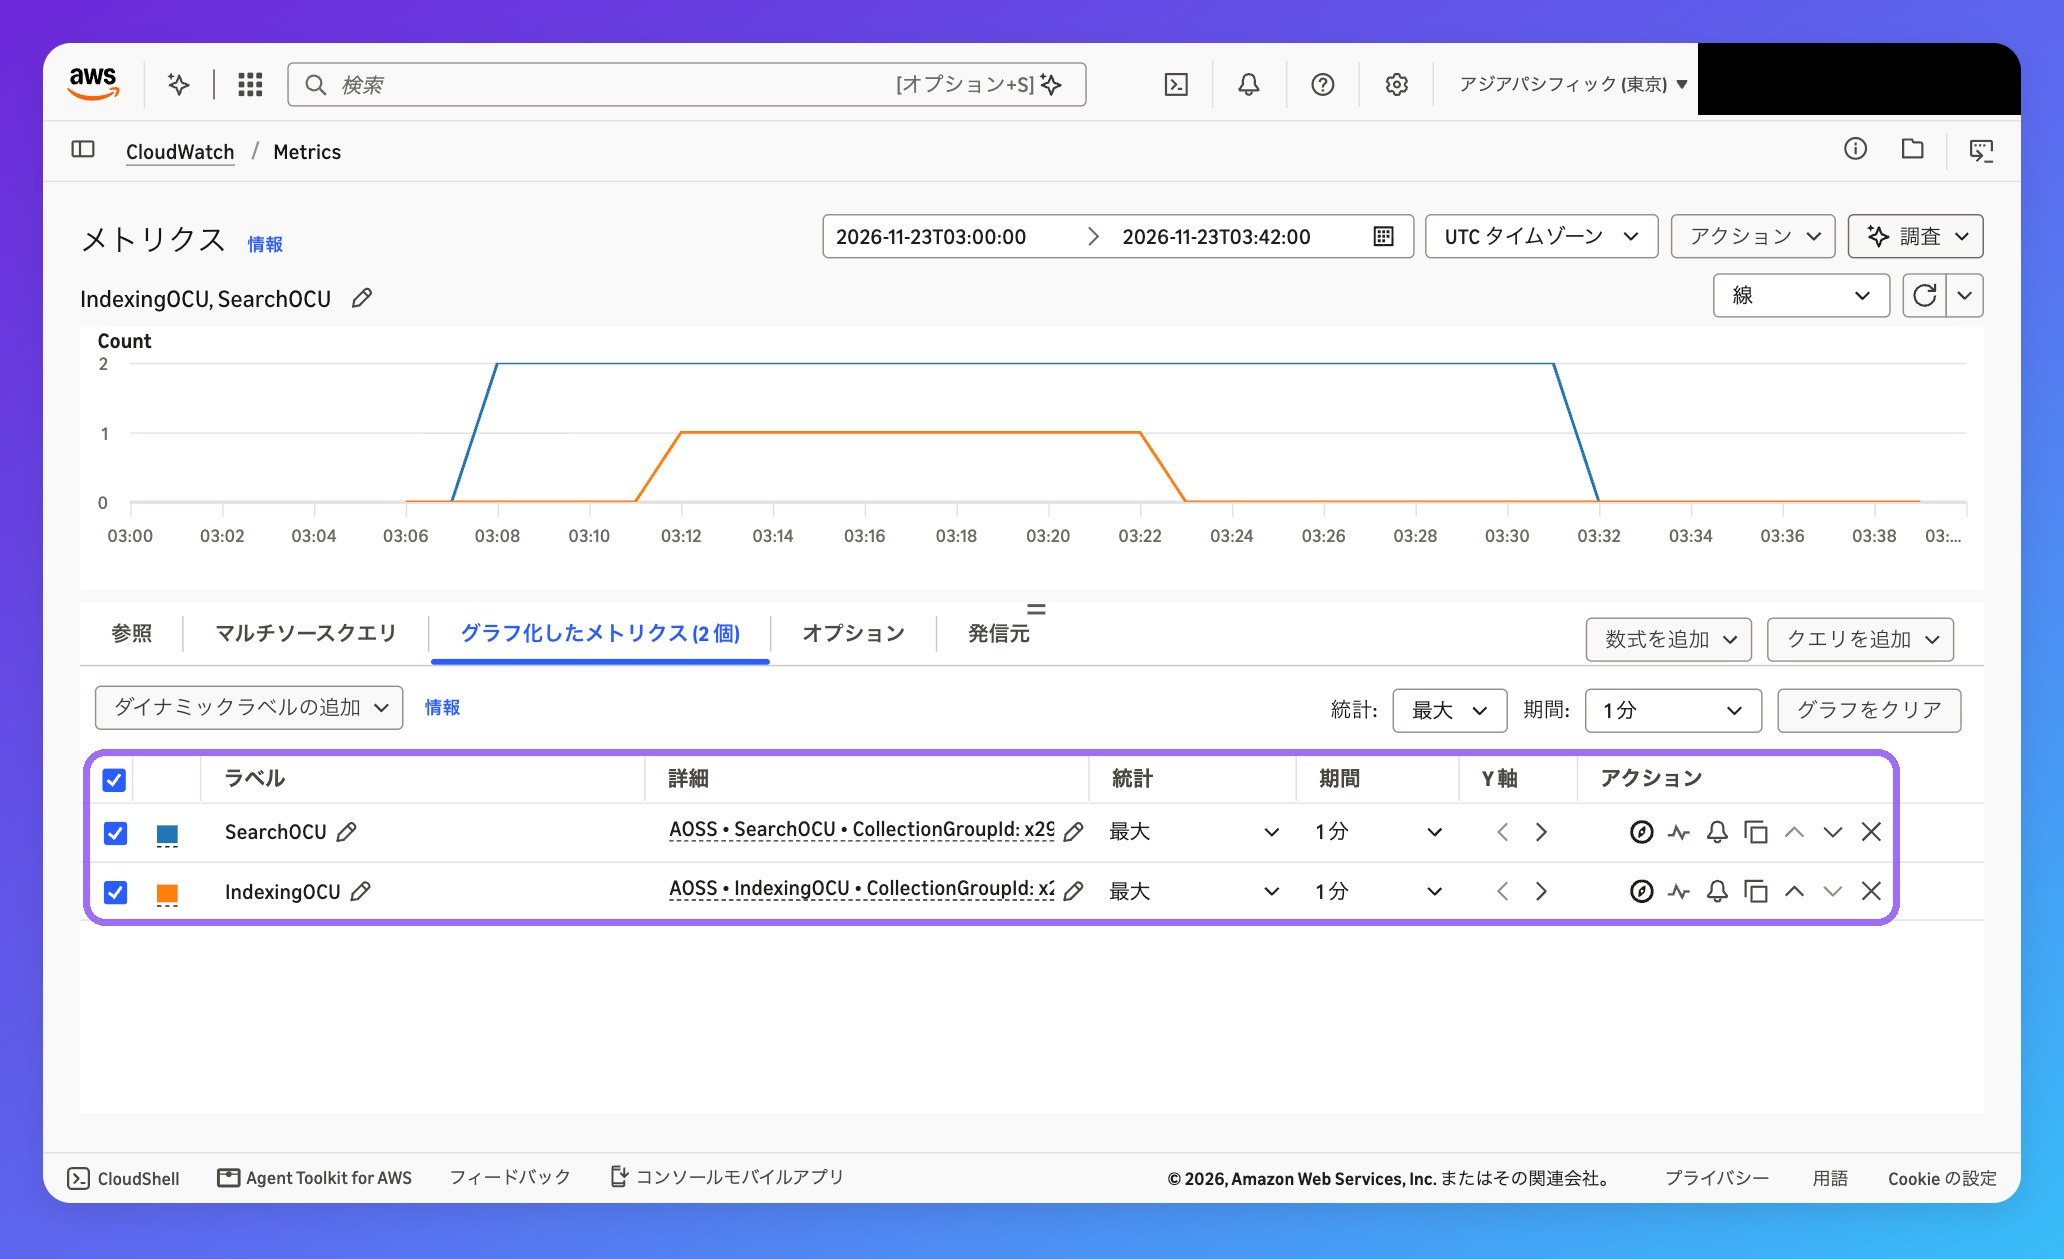 aws
検索 [オプション+S]
アジアパシフィック (東京) ▼
CloudWatch / Metrics
メトリクス 情報
2026-11-23T03:00:00 > 2026-11-23T03:42:00
UTC タイムゾーン
アクション
調査
IndexingOCU, SearchOCU
線
Count
2
1
0
03:00 03:02 03:04 03:06 03:08 03:10 03:12 03:14 03:16 03:18 03:20 03:22 03:24 03:26 03:28 03:30 03:32 03:34 03:36 03:38 03:...
参照 マルチソースクエリ グラフ化したメトリクス (2 個) オプション 発信元
数式を追加 クエリを追加
ダイナミックラベルの追加 情報
統計: 最大 期間: 1 分 グラフをクリア
ラベル 詳細 統計 期間 Y 軸 アクション
SearchOCU AOSS • SearchOCU • CollectionGroupId: x29 最大 1 分
IndexingOCU AOSS • IndexingOCU • CollectionGroupId: x2 最大 1 分
CloudShell Agent Toolkit for AWS フィードバック コンソールモバイルアプリ
© 2026, Amazon Web Services, Inc. またはその関連会社。 プライバシー 用語 Cookie の設定